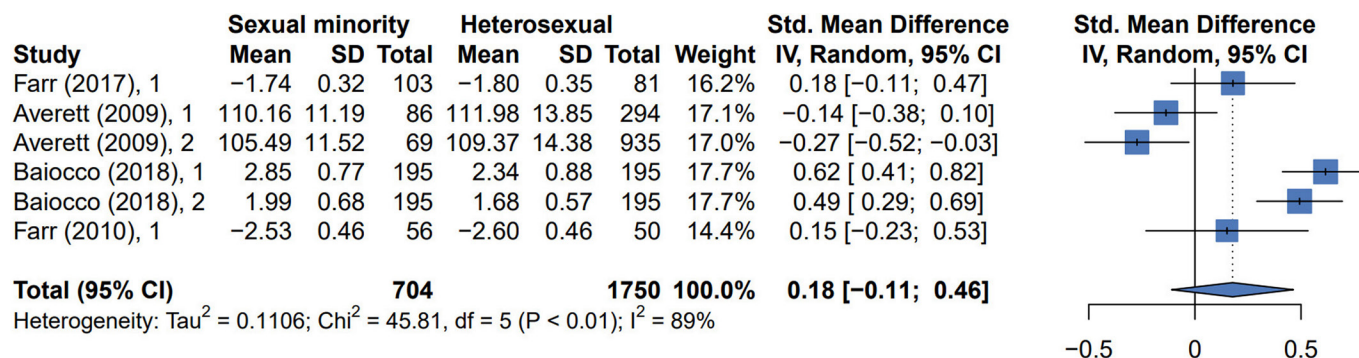 Sexual minority Heterosexual Std. Mean Difference Std. Mean Difference
Study Mean SD Total Mean SD Total Weight IV, Random, 95% CI IV, Random, 95% CI
Farr (2017), 1 −1.74 0.32 103 −1.80 0.35 81 16.2% 0.18 [−0.11; 0.47]
Averett (2009), 1 110.16 11.19 86 111.98 13.85 294 17.1% −0.14 [−0.38; 0.10]
Averett (2009), 2 105.49 11.52 69 109.37 14.38 935 17.0% −0.27 [−0.52; −0.03]
Baiocco (2018), 1 2.85 0.77 195 2.34 0.88 195 17.7% 0.62 [ 0.41; 0.82]
Baiocco (2018), 2 1.99 0.68 195 1.68 0.57 195 17.6% 0.49 [ 0.29; 0.69]
Farr (2010), 1 −2.53 0.46 56 −2.60 0.46 50 14.4% 0.15 [−0.23; 0.53]
Total (95% CI) 704 1750 100.0% 0.18 [−0.11; 0.46]
Heterogeneity: Tau² = 0.1106; Chi² = 45.81, df = 5 (P < 0.01); I² = 89%
−0.5 0 0.5